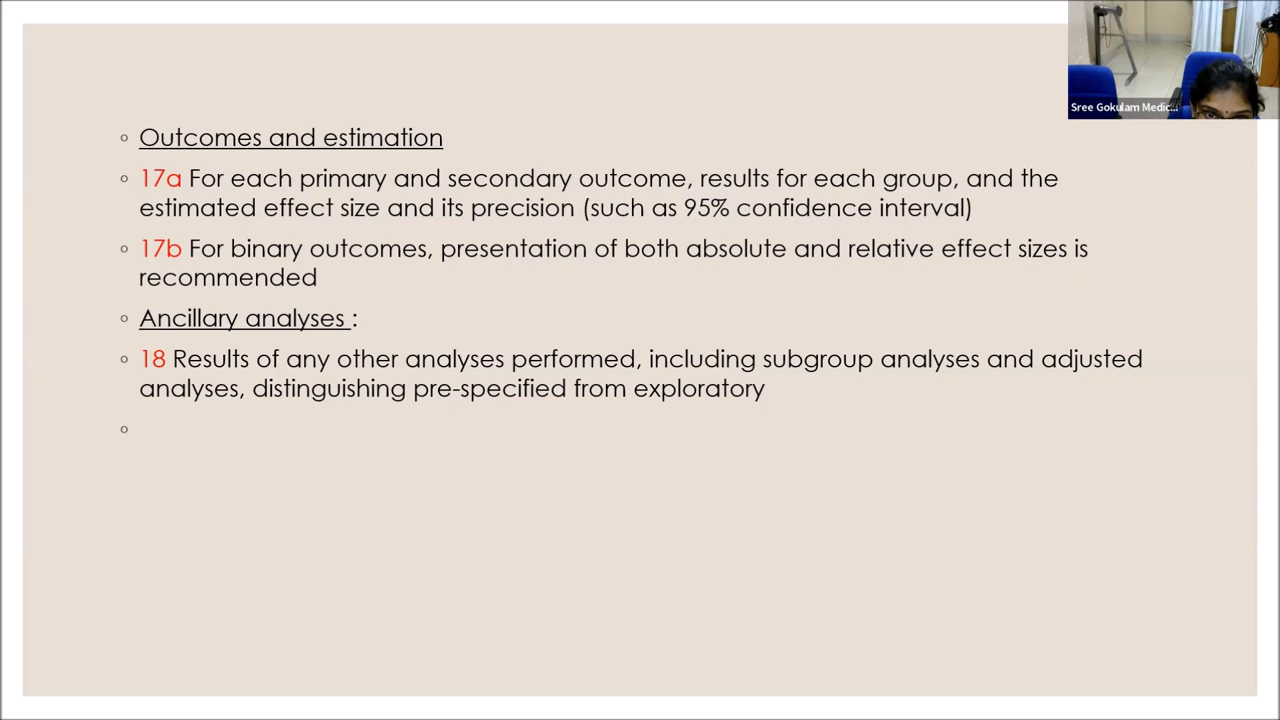 Sree Gokulam Medic...
Outcomes and estimation
17a For each primary and secondary outcome, results for each group, and the
estimated effect size and its precision (such as 95% confidence interval)
17b For binary outcomes, presentation of both absolute and relative effect sizes is
recommended
Ancillary analyses :
18 Results of any other analyses performed, including subgroup analyses and adjusted
analyses, distinguishing pre-specified from exploratory